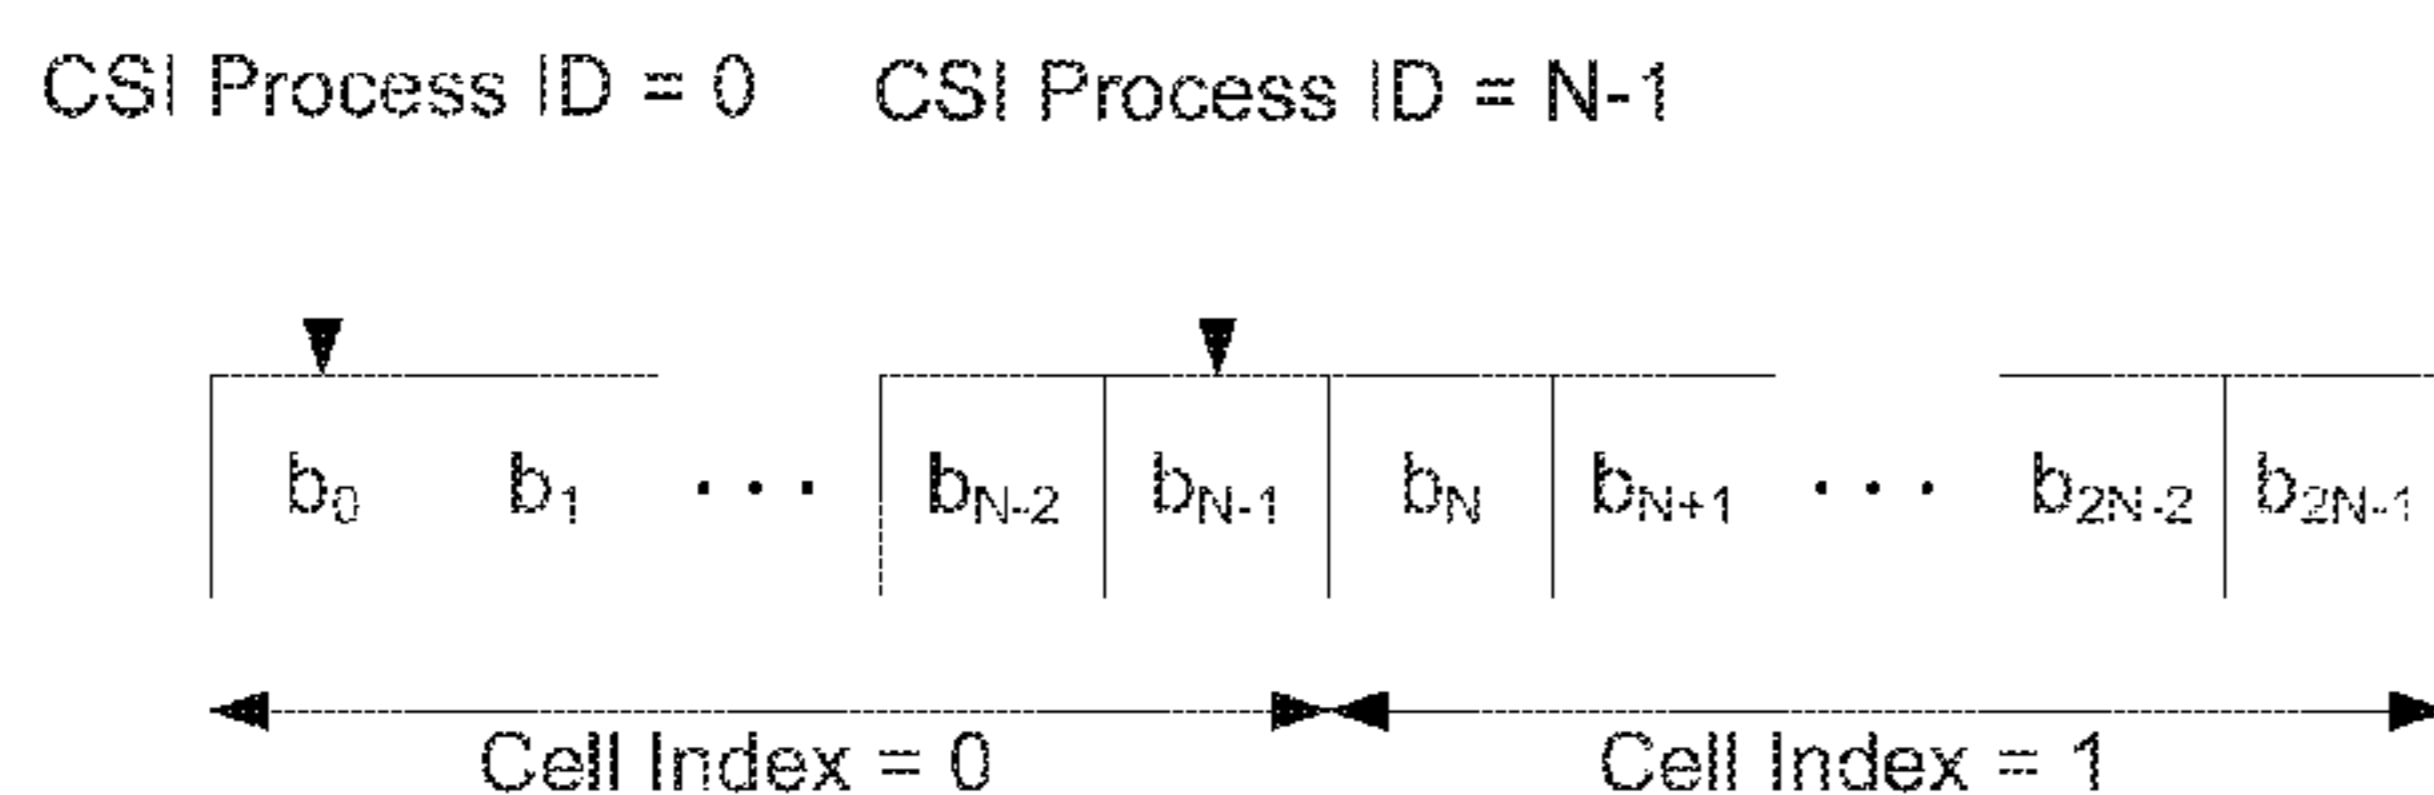 CSI Process ID = 0 CSI Process ID = N-1
b0 b1 · · · bN-2 bN-1 bN bN+1 · · · b2N-2 b2N-1
Cell Index = 0 Cell Index = 1